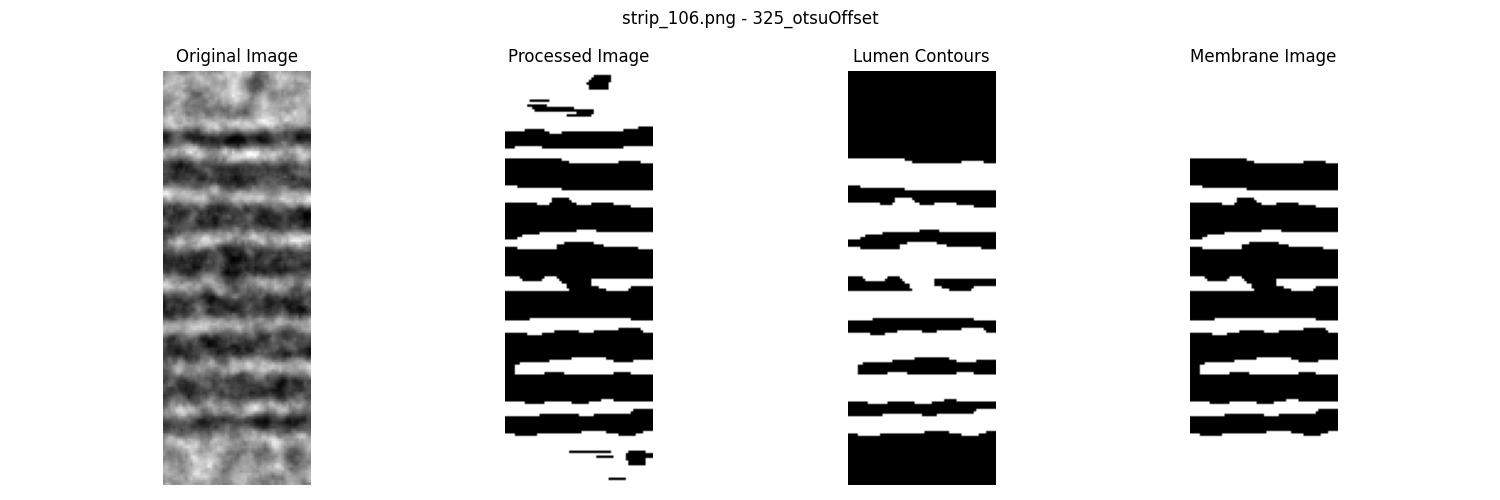 strip_106.png - 325_otsuOffset
Original Image
Processed Image
Lumen Contours
Membrane Image